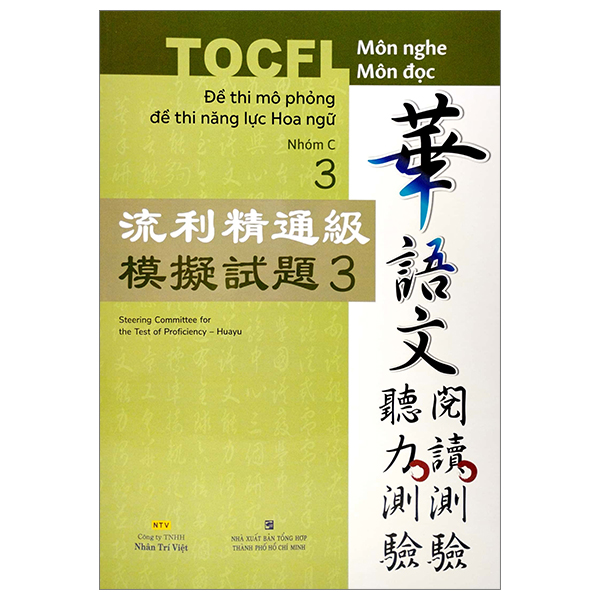 TOCFL
Môn nghe
Môn đọc
Đề thi mô phỏng
đề thi năng lực Hoa ngữ
Nhóm C
3
流利精通級
模擬試題3
Steering Committee for
the Test of Proficiency – Huayu
華語文
聽力測驗
閱讀測驗
NTV
Công ty TNHH
Nhân Trí Việt
NHÀ XUẤT BẢN TỔNG HỢP
THÀNH PHỐ HỒ CHÍ MINH